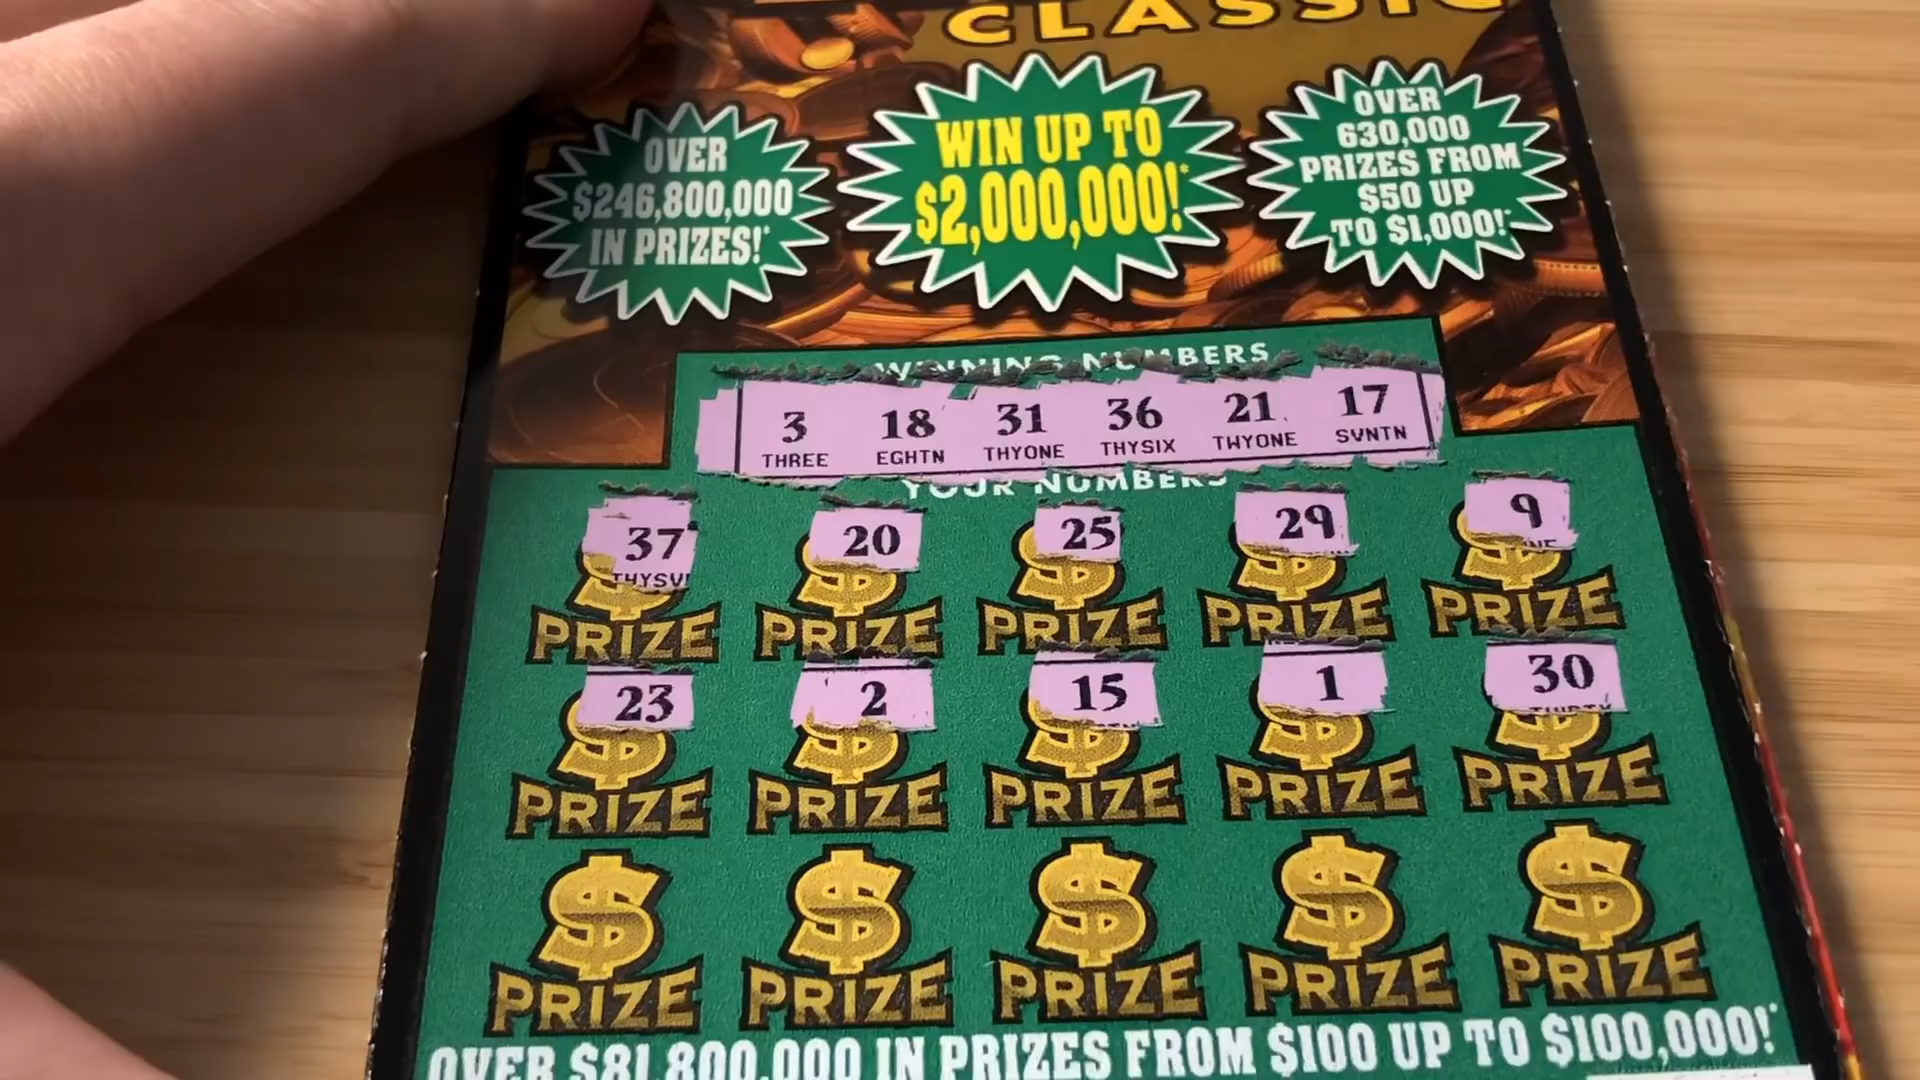 CLASSIC
OVER
$246,800,000
IN PRIZES!*
WIN UP TO
$2,000,000!*
OVER
630,000
PRIZES FROM
$50 UP
TO $1,000!*
WINNING NUMBERS
3 18 31 36 21 17
THREE EGHTN THYONE THYSIX TWYONE SVNTN
YOUR NUMBERS
37 20 25 29 9
THYSV
PRIZE PRIZE PRIZE PRIZE PRIZE
23 2 15 1 30
THIRTY
PRIZE PRIZE PRIZE PRIZE PRIZE
$ $ $ $ $
PRIZE PRIZE PRIZE PRIZE PRIZE
OVER $81,800,000 IN PRIZES FROM $100 UP TO $100,000!*